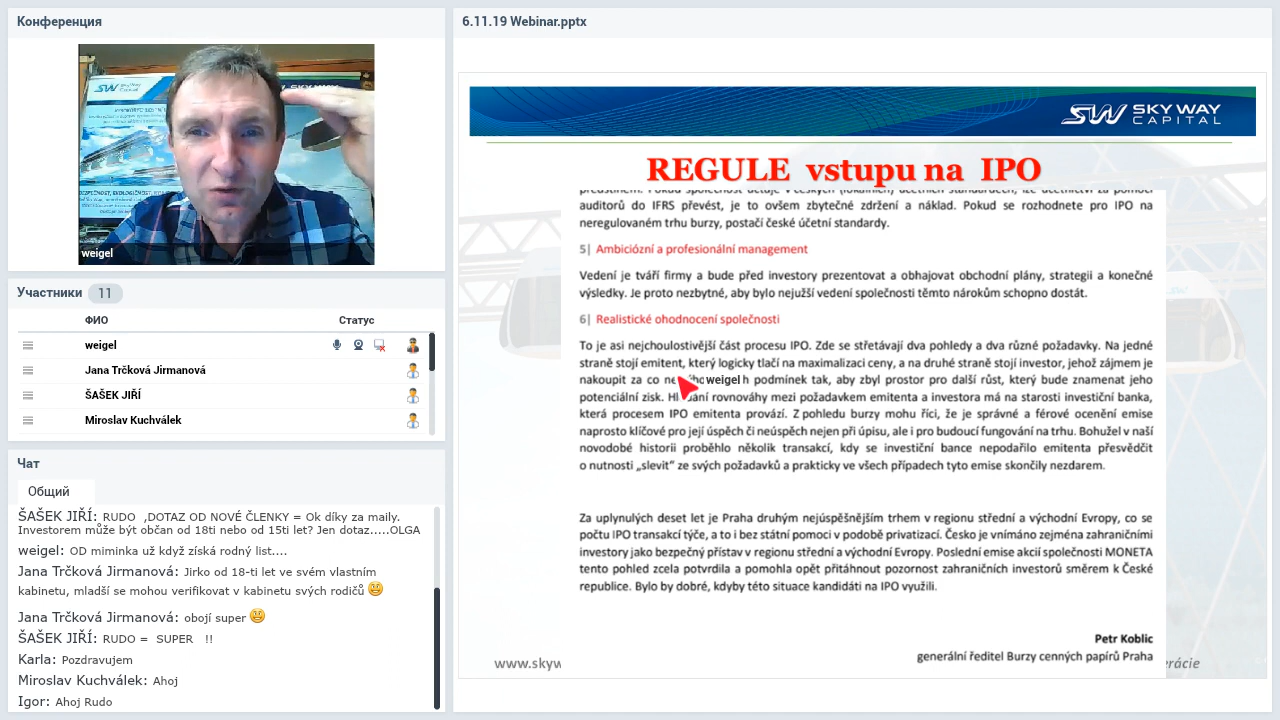 Конференция
weigel
Участники 11
ФИО Статус
weigel
Jana Trčková Jirmanová
ŠAŠEK JIŘÍ
Miroslav Kuchválek
Чат
Общий
ŠAŠEK JIŘÍ: RUDO ,DOTAZ OD NOVÉ ČLENKY = Ok díky za maily.
Investorem může být občan od 18ti nebo od 15ti let? Jen dotaz.....OLGA
weigel: OD miminka už když získá rodný list....
Jana Trčková Jirmanová: Jirko od 18-ti let ve svém vlastním
kabinetu, mladší se mohou verifikovat v kabinetu svých rodičů
Jana Trčková Jirmanová: obojí super
ŠAŠEK JIŘÍ: RUDO = SUPER !!
Karla: Pozdravujem
Miroslav Kuchválek: Ahoj
Igor: Ahoj Rudo
6.11.19 Webinar.pptx
SW SKY WAY
CAPITAL
REGULE vstupu na IPO
auditorů do IFRS převést, je to ovšem zbytečné zdržení a náklad. Pokud se rozhodnete pro IPO na
neregulovaném trhu burzy, postačí české účetní standardy.
5| Ambiciózní a profesionální management
Vedení je tváří firmy a bude před investory prezentovat a obhajovat obchodní plány, strategii a konečné
výsledky. Je proto nezbytné, aby bylo nejužší vedení společnosti těmto nárokům schopno dostát.
6| Realistické ohodnocení společnosti
To je asi nejchoulostivější část procesu IPO. Zde se střetávají dva pohledy a dva různé požadavky. Na jedné
straně stojí emitent, který logicky tlačí na maximalizaci ceny, a na druhé straně stojí investor, jehož zájmem je
nakoupit za co weigel podmínek tak, aby zbyl prostor pro další růst, který bude znamenat jeho
potenciální zisk. rovnováhy mezi požadavkem emitenta a investora má na starosti investiční banka,
která procesem IPO emitenta provází. Z pohledu burzy mohu říci, že je správné a férové ocenění emise
naprosto klíčové pro její úspěch či neúspěch nejen při úpisu, ale i pro budoucí fungování na trhu. Bohužel v naší
novodobé historii proběhlo několik transakcí, kdy se investiční bance nepodařilo emitenta přesvědčit
o nutnosti „slevit" ze svých požadavků a prakticky ve všech případech tyto emise skončily nezdarem.
Za uplynulých deset let je Praha druhým nejúspěšnějším trhem v regionu střední a východní Evropy, co se
počtu IPO transakcí týče, a to i bez státní pomoci v podobě privatizací. Česko je vnímáno zejména zahraničními
investory jako bezpečný přístav v regionu střední a východní Evropy. Poslední emise akcií společnosti MONETA
tento pohled zcela potvrdila a pomohla opět přitáhnout pozornost zahraničních investorů směrem k České
republice. Bylo by dobré, kdyby této situace kandidáti na IPO využili.
Petr Koblic
generální ředitel Burzy cenných papírů Praha